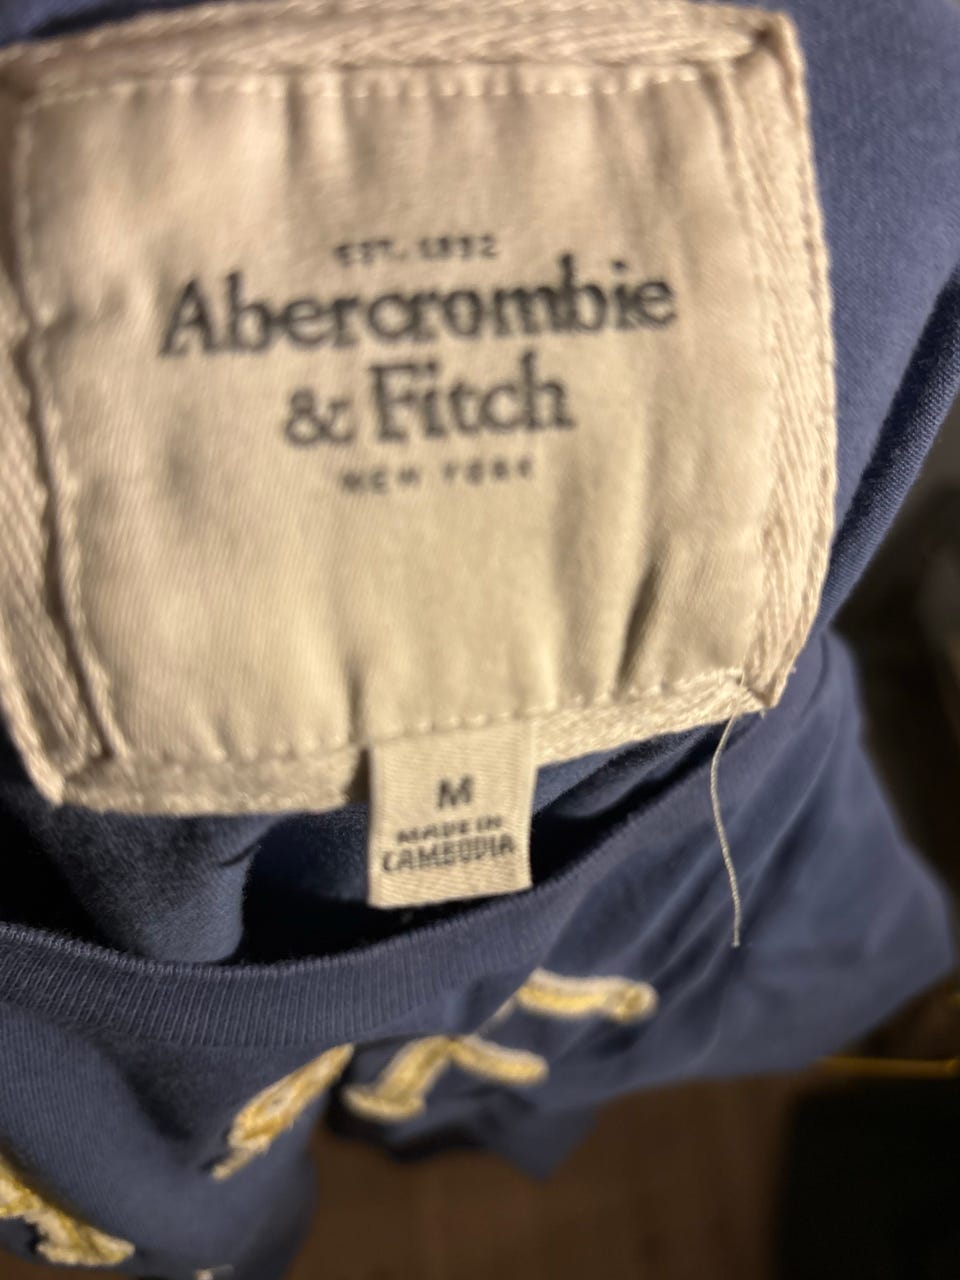 EST. 1892
Abercrombie
& Fitch
NEW YORK
M
MADE IN
CAMBODIA